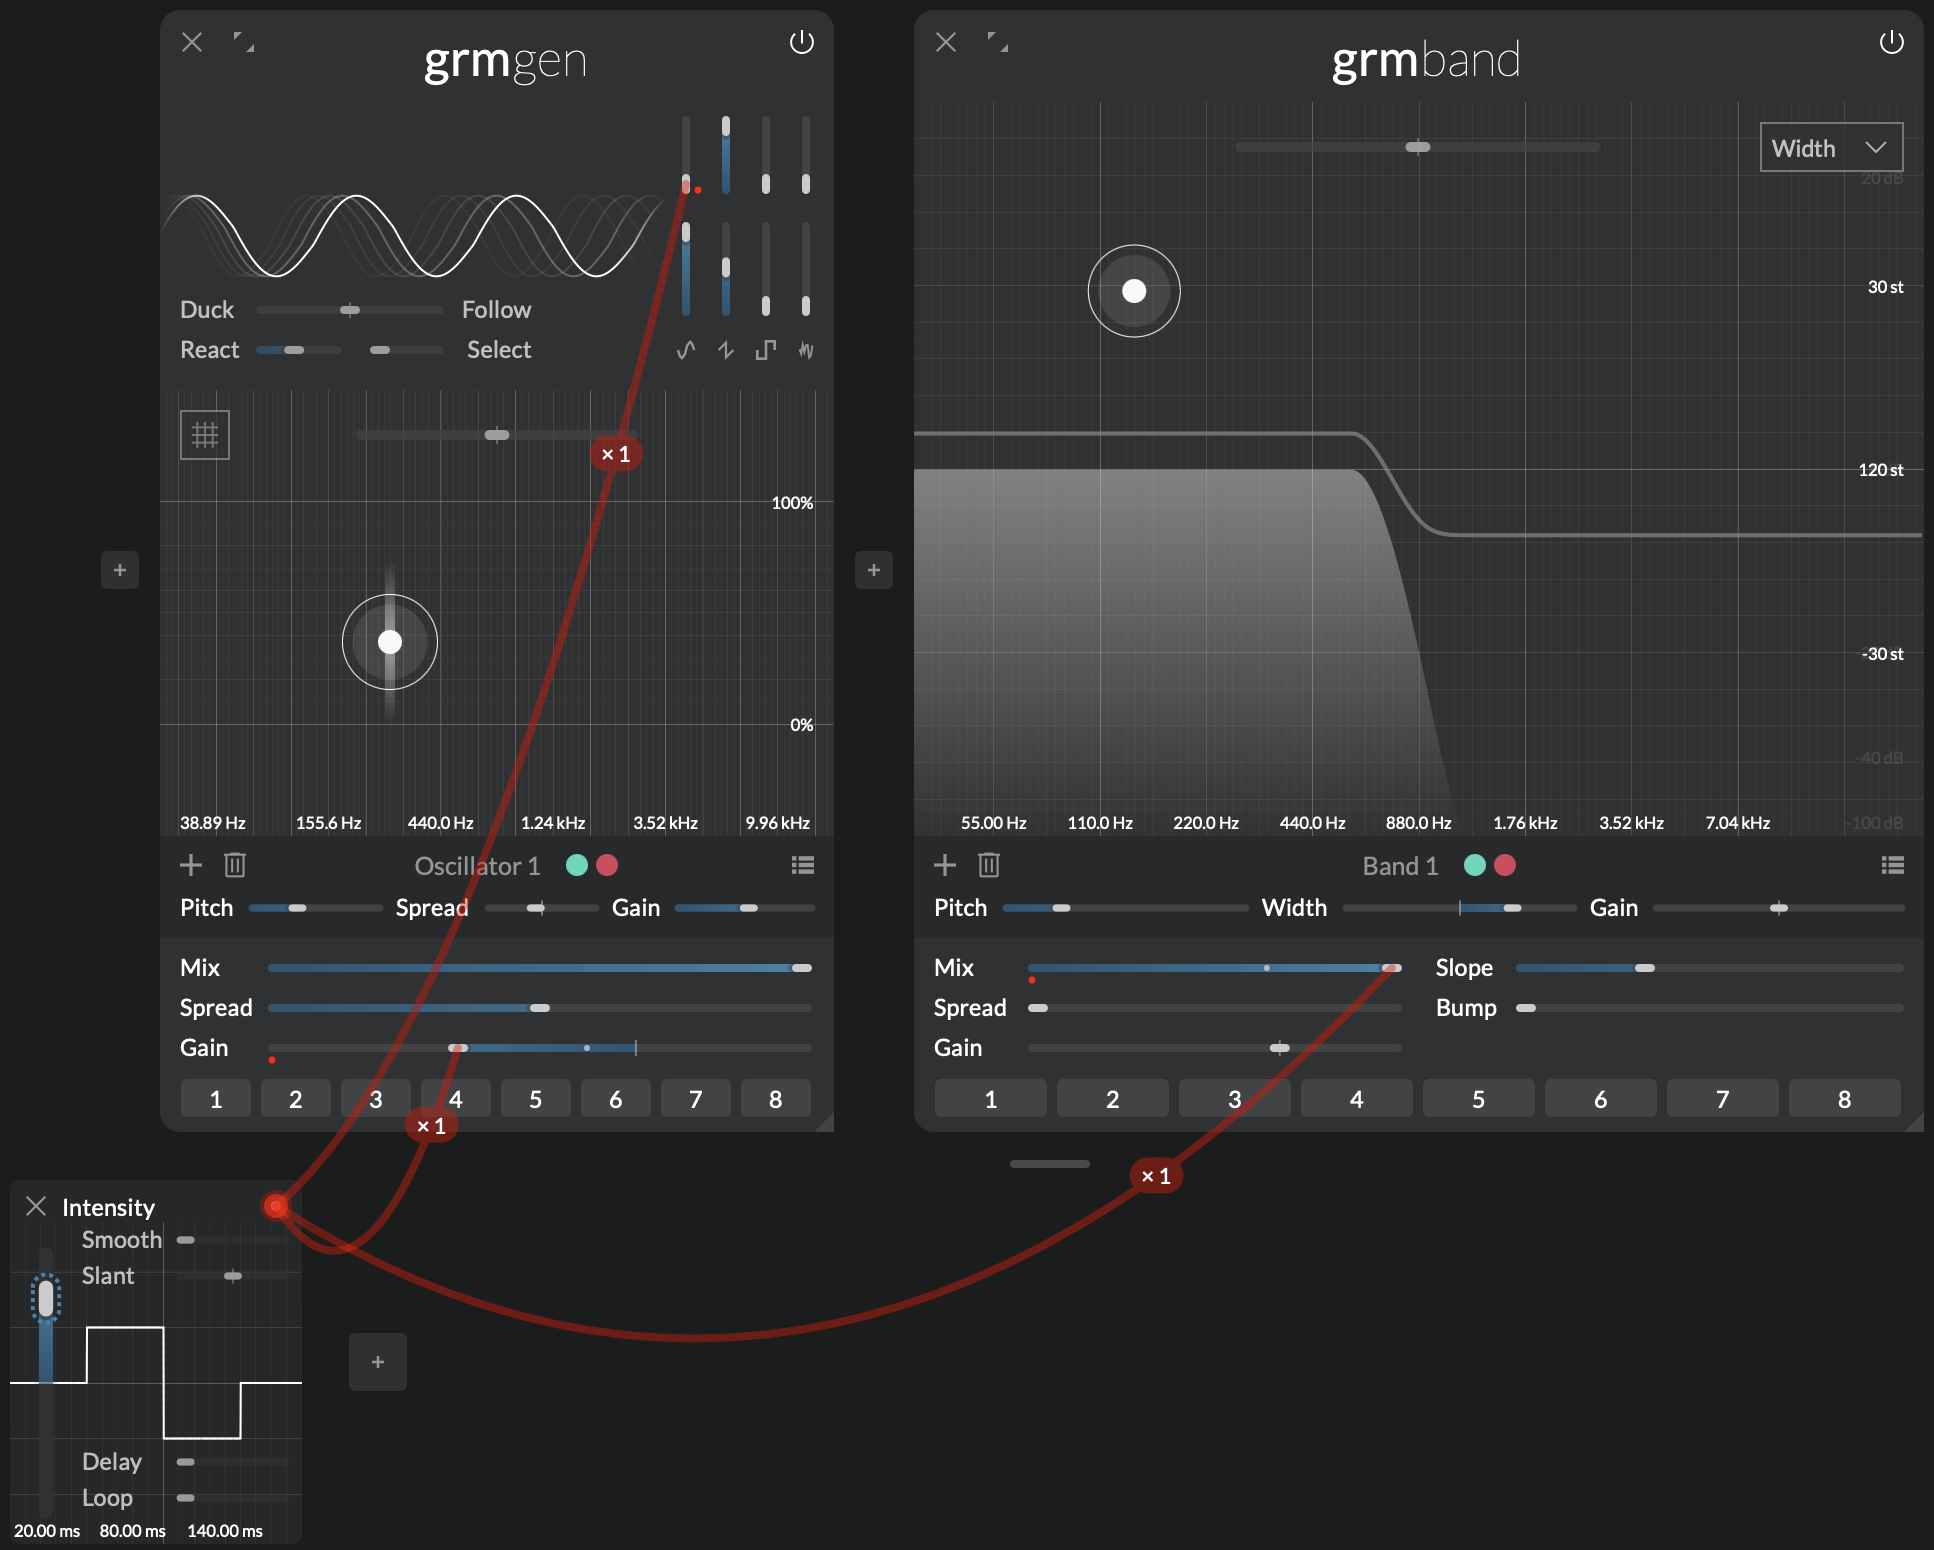 grmgen
Duck
Follow
React
Select
× 1
100%
0%
38.89 Hz 155.6 Hz 440.0 Hz 1.24 kHz 3.52 kHz 9.96 kHz
Oscillator 1
Pitch Spread Gain
Mix
Spread
Gain
1 2 3 4 5 6 7 8
× 1
grmband
Width
20 dB
30 st
120 st
-30 st
-40 dB
-100 dB
55.00 Hz 110.0 Hz 220.0 Hz 440.0 Hz 880.0 Hz 1.76 kHz 3.52 kHz 7.04 kHz
Band 1
Pitch Width Gain
Mix Slope
Spread Bump
Gain
1 2 3 4 5 6 7 8
× 1
Intensity
Smooth
Slant
Delay
Loop
20.00 ms 80.00 ms 140.00 ms